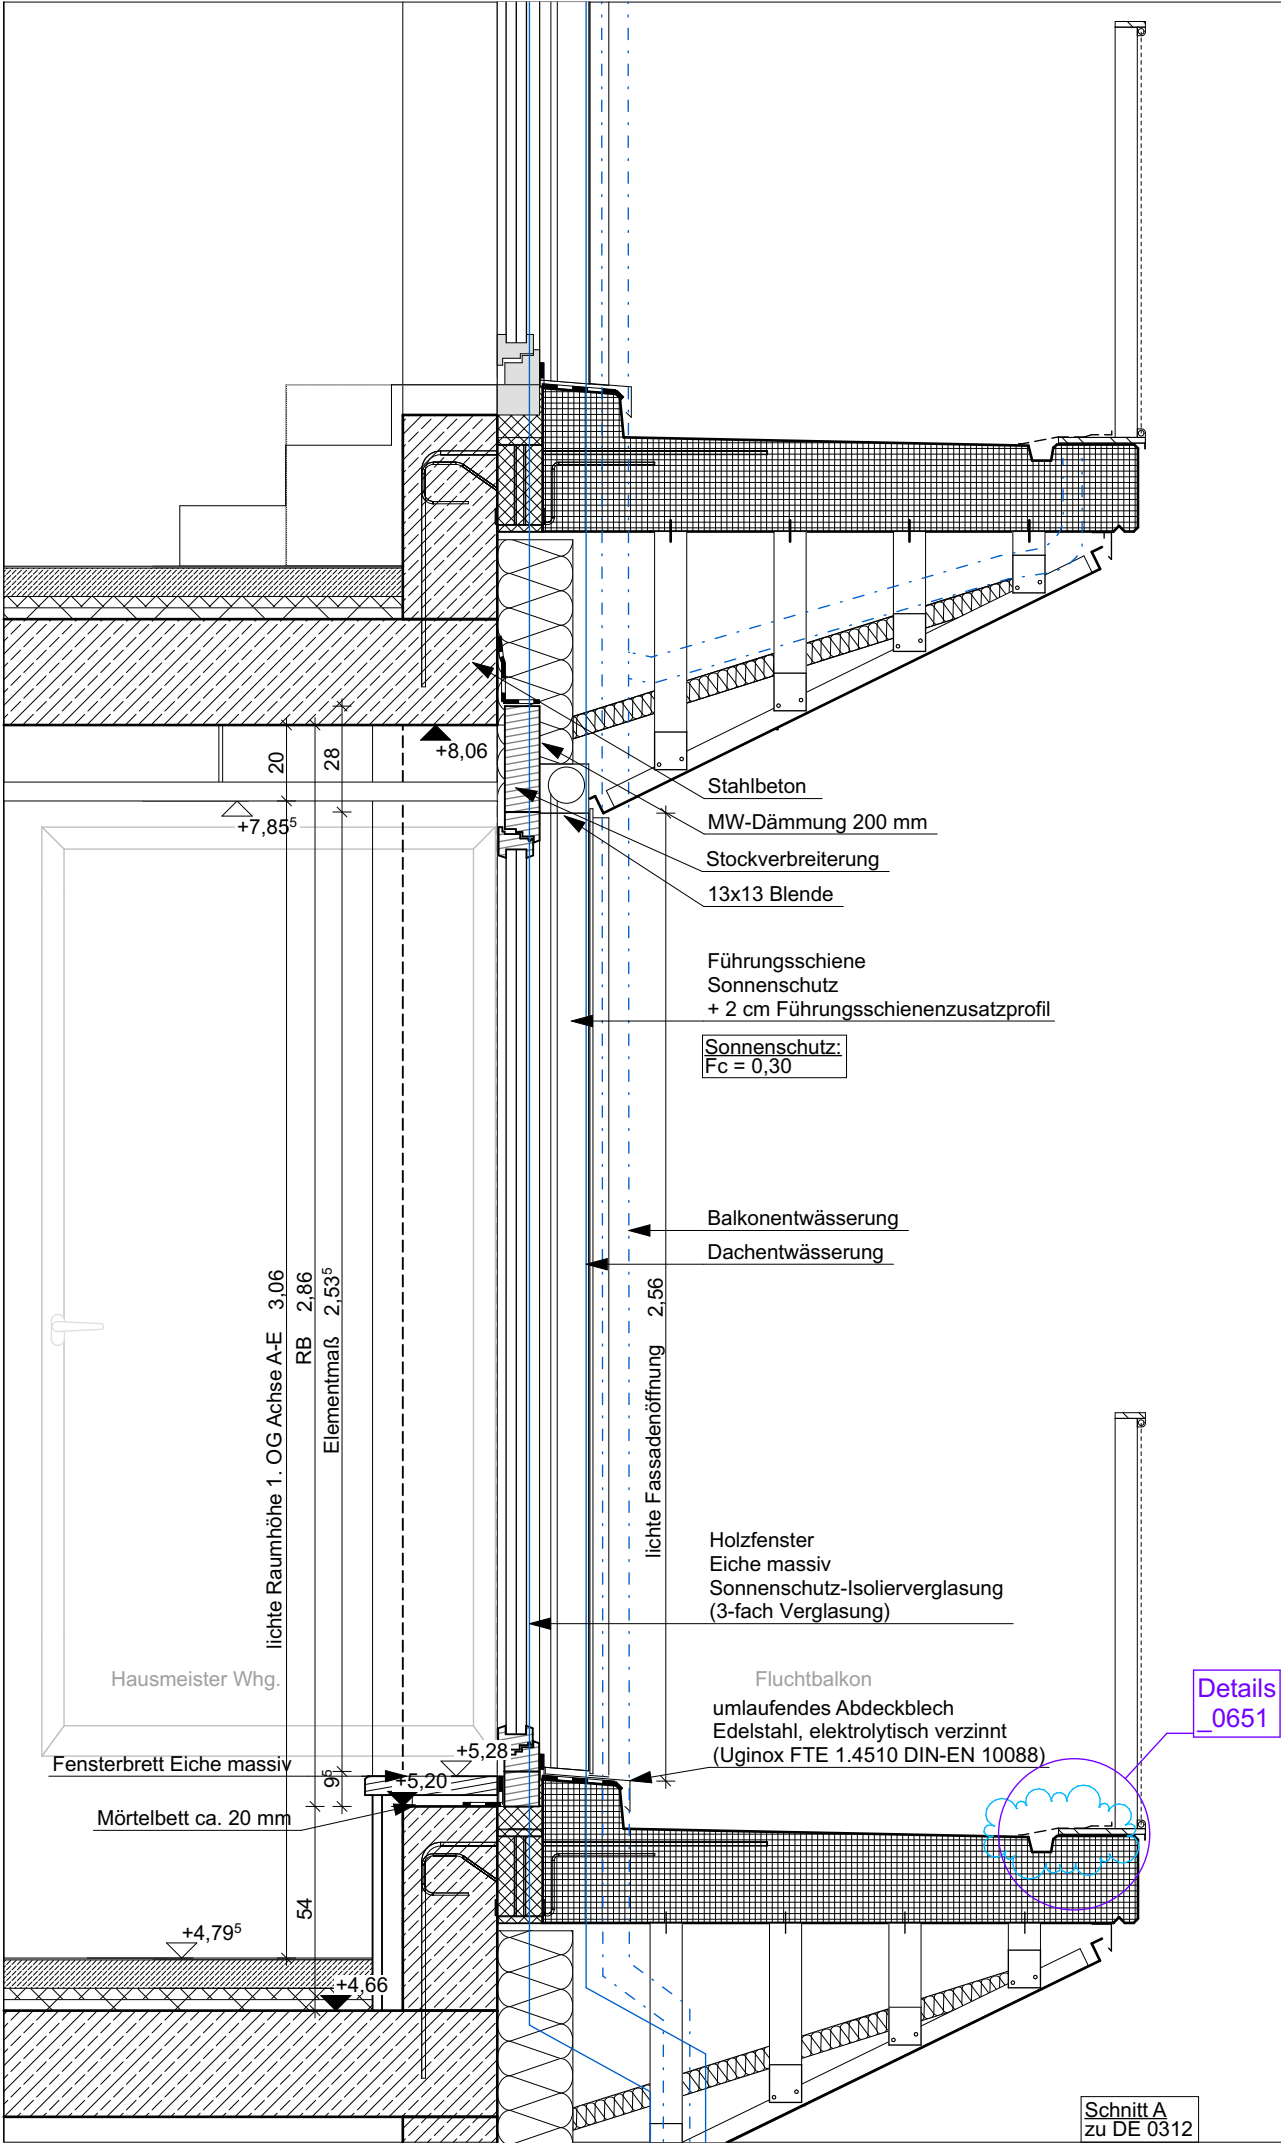 +8,06
20
28
+7,85⁵
Stahlbeton
MW-Dämmung 200 mm
Stockverbreiterung
13x13 Blende
Führungsschiene
Sonnenschutz
+ 2 cm Führungsschienenzusatzprofil
Sonnenschutz:
Fc = 0,30
Balkonentwässerung
Dachentwässerung
lichte Raumhöhe 1. OG Achse A-E 3,06
RB 2,86
Elementmaß 2,53⁵
lichte Fassadenöffnung 2,56
Holzfenster
Eiche massiv
Sonnenschutz-Isolierverglasung
(3-fach Verglasung)
Hausmeister Whg.
Fluchtbalkon
umlaufendes Abdeckblech
Edelstahl, elektrolytisch verzinnt
(Uginox FTE 1.4510 DIN-EN 10088)
Details
_0651
Fensterbrett Eiche massiv
+5,28
+5,20
9⁵
Mörtelbett ca. 20 mm
54
+4,79⁵
+4,66
Schnitt A
zu DE 0312